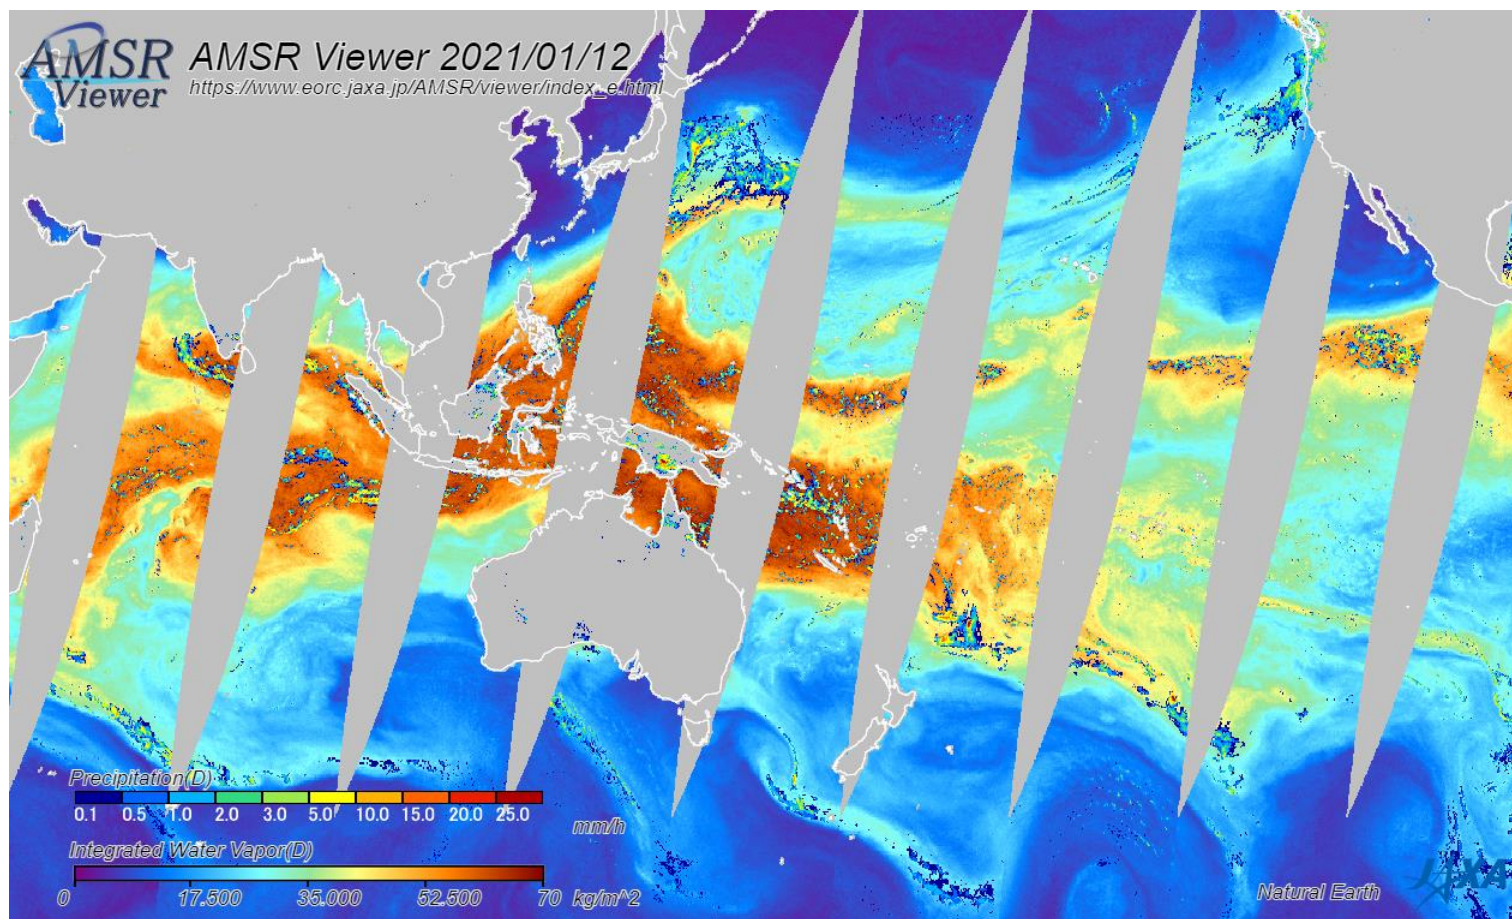 AMSR
Viewer
AMSR Viewer 2021/01/12
https://www.eorc.jaxa.jp/AMSR/viewer/index_e.html
Precipitation(D)
0.1 0.5 1.0 2.0 3.0 5.0 10.0 15.0 20.0 25.0
mm/h
Integrated Water Vapor(D)
0 17.500 35.000 52.500 70 kg/m^2
Natural Earth
JAXA